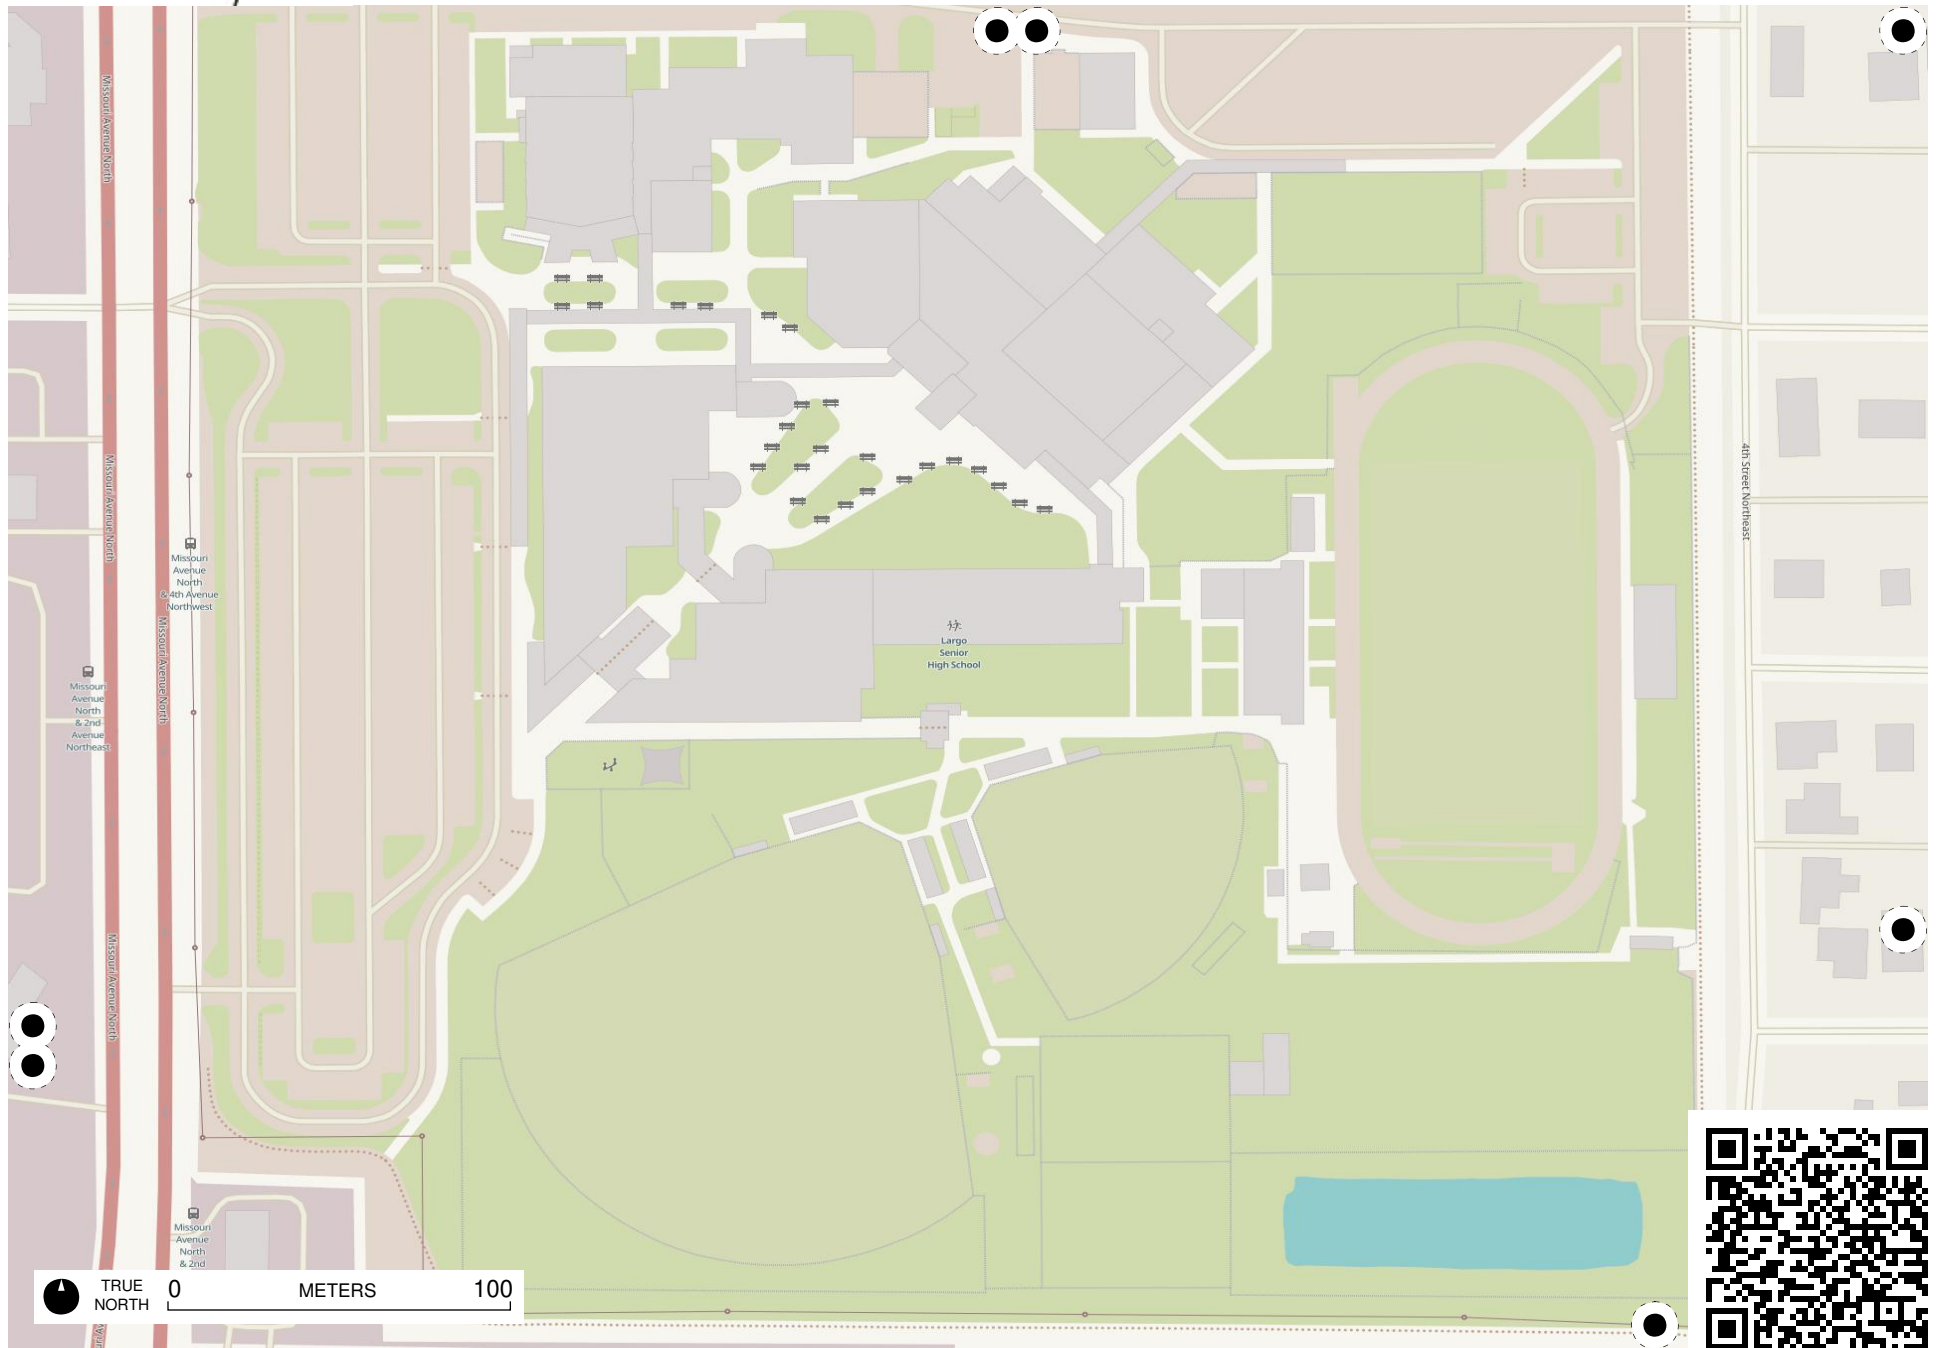 Missouri Avenue North
Missouri Avenue North
Missouri Avenue North
Missouri Avenue North
4th Street Northeast
Missouri
Avenue
North
& 4th Avenue
Northwest
Missouri
Avenue
North
& 2nd
Avenue
Northeast
Largo
Senior
High School
Missouri
Avenue
North
& 2nd
TRUE
NORTH
0
METERS
100